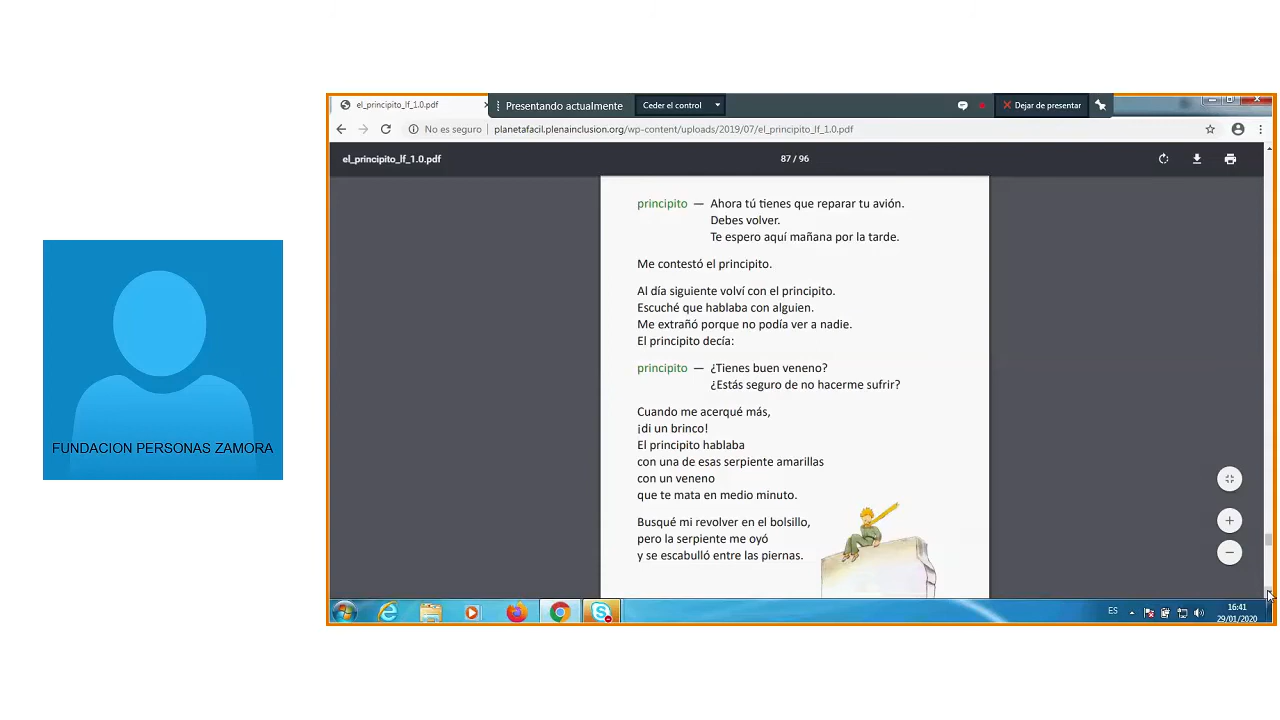 el_principito_lf_1.0.pdf
Presentando actualmente
Ceder el control
Dejar de presentar
No es seguro
planetafacil.plenainclusion.org/wp-content/uploads/2019/07/el_principito_lf_1.0.pdf
el_principito_lf_1.0.pdf
87 / 96
principito — Ahora tú tienes que reparar tu avión.
Debes volver.
Te espero aquí mañana por la tarde.
Me contestó el principito.
Al día siguiente volví con el principito.
Escuché que hablaba con alguien.
Me extrañó porque no podía ver a nadie.
El principito decía:
principito — ¿Tienes buen veneno?
¿Estás seguro de no hacerme sufrir?
Cuando me acerqué más,
¡di un brinco!
El principito hablaba
con una de esas serpiente amarillas
con un veneno
que te mata en medio minuto.
Busqué mi revolver en el bolsillo,
pero la serpiente me oyó
y se escabulló entre las piernas.
FUNDACION PERSONAS ZAMORA
ES
16:41
29/01/2020